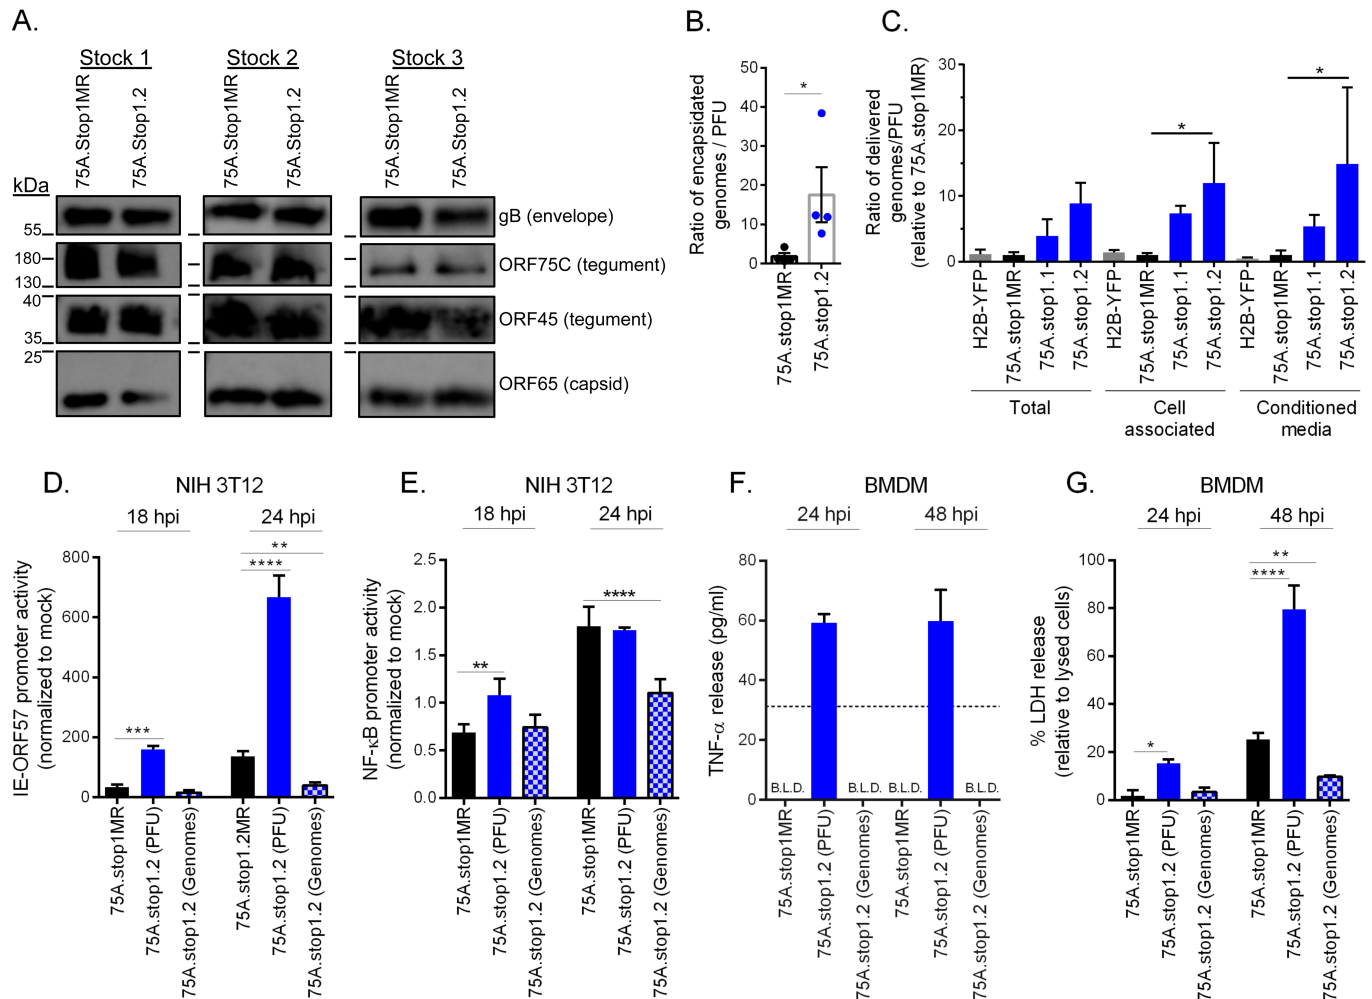 A.
Stock 1
Stock 2
Stock 3
75A.Stop1MR
75A.Stop1.2
75A.Stop1MR
75A.Stop1.2
75A.Stop1MR
75A.Stop1.2
kDa
55
180
130
40
35
25
gB (envelope)
ORF75C (tegument)
ORF45 (tegument)
ORF65 (capsid)
B.
Ratio of encapsidated
genomes / PFU
50
40
30
20
10
0
*
75A.stop1MR
75A.stop1.2
C.
Ratio of delivered
genomes/PFU
(relative to 75A.stop1MR)
30
20
10
0
*
*
H2B-YFP
75A.stop1MR
75A.stop1.1
75A.stop1.2
H2B-YFP
75A.stop1MR
75A.stop1.1
75A.stop1.2
H2B-YFP
75A.stop1MR
75A.stop1.1
75A.stop1.2
Total
Cell
associated
Conditioned
media
D.
NIH 3T12
18 hpi
24 hpi
IE-ORF57 promoter activity
(normalized to mock)
800
600
400
200
0
***
**
****
75A.stop1MR
75A.stop1.2 (PFU)
75A.stop1.2 (Genomes)
75A.stop1.2MR
75A.stop1.2 (PFU)
75A.stop1.2 (Genomes)
E.
NIH 3T12
18 hpi
24 hpi
NF-κB promoter activity
(normalized to mock)
2.5
2.0
1.5
1.0
0.5
0.0
**
****
75A.stop1MR
75A.stop1.2 (PFU)
75A.stop1.2 (Genomes)
75A.stop1MR
75A.stop1.2 (PFU)
75A.stop1.2 (Genomes)
F.
BMDM
24 hpi
48 hpi
TNF-α release (pg/ml)
80
60
40
20
0
B.L.D.
B.L.D.
B.L.D.
B.L.D.
75A.stop1MR
75A.stop1.2 (PFU)
75A.stop1.2 (Genomes)
75A.stop1MR
75A.stop1.2 (PFU)
75A.stop1.2 (Genomes)
G.
BMDM
24 hpi
48 hpi
% LDH release
(relative to lysed cells)
100
80
60
40
20
0
*
**
****
75A.stop1MR
75A.stop1.2 (PFU)
75A.stop1.2 (Genomes)
75A.stop1MR
75A.stop1.2 (PFU)
75A.stop1.2 (Genomes)